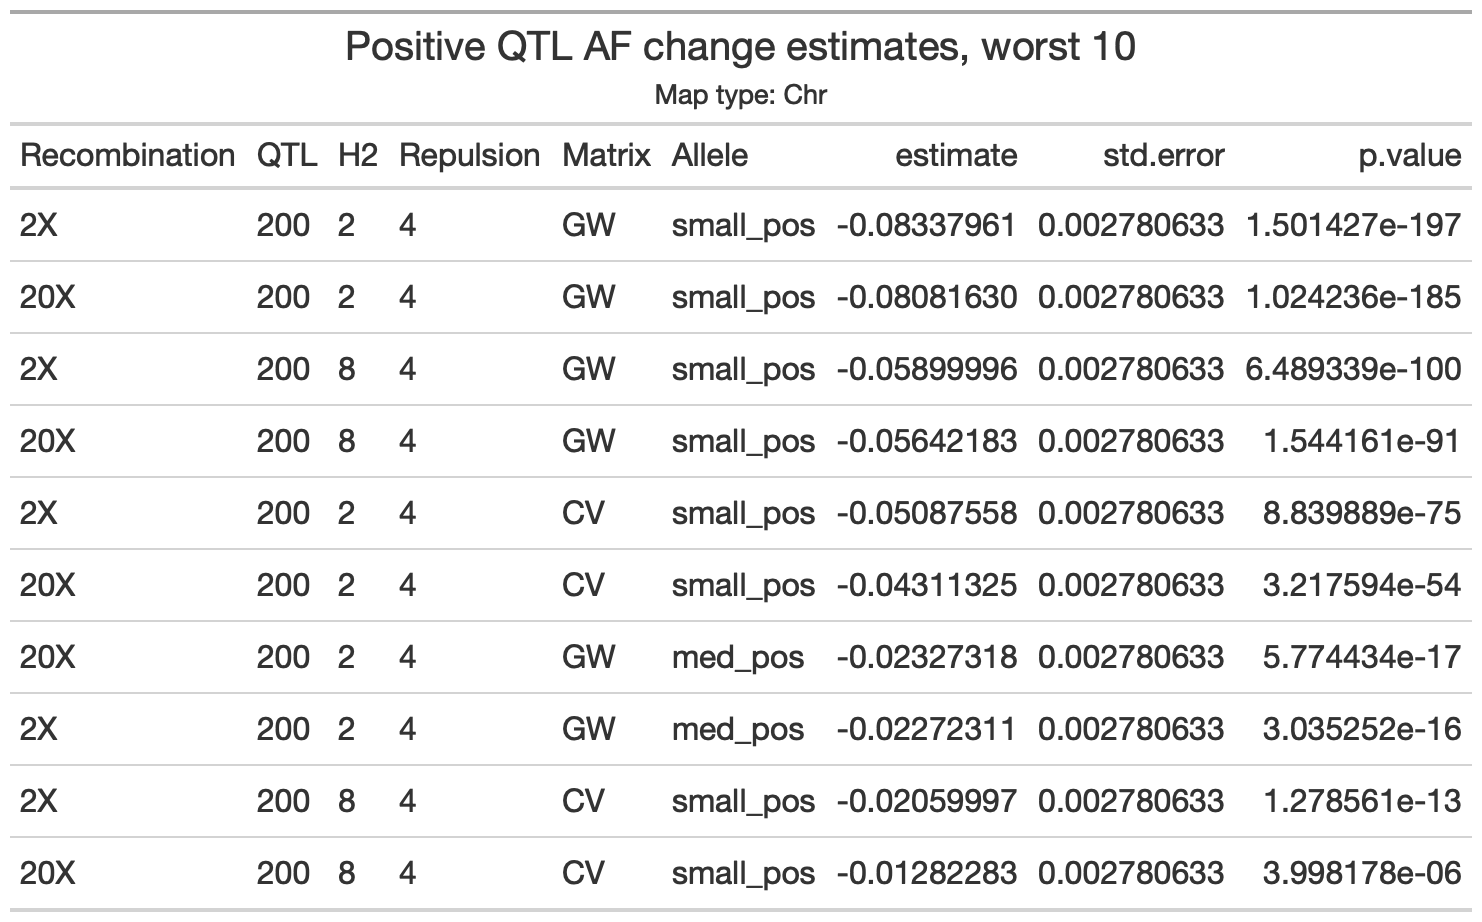 Positive QTL AF change estimates, worst 10
Map type: Chr
Recombination QTL H2 Repulsion Matrix Allele estimate std.error p.value
2X 200 2 4 GW small_pos -0.08337961 0.002780633 1.501427e-197
20X 200 2 4 GW small_pos -0.08081630 0.002780633 1.024236e-185
2X 200 8 4 GW small_pos -0.05899996 0.002780633 6.489339e-100
20X 200 8 4 GW small_pos -0.05642183 0.002780633 1.544161e-91
2X 200 2 4 CV small_pos -0.05087558 0.002780633 8.839889e-75
20X 200 2 4 CV small_pos -0.04311325 0.002780633 3.217594e-54
20X 200 2 4 GW med_pos -0.02327318 0.002780633 5.774434e-17
2X 200 2 4 GW med_pos -0.02272311 0.002780633 3.035252e-16
2X 200 8 4 CV small_pos -0.02059997 0.002780633 1.278561e-13
20X 200 8 4 CV small_pos -0.01282283 0.002780633 3.998178e-06